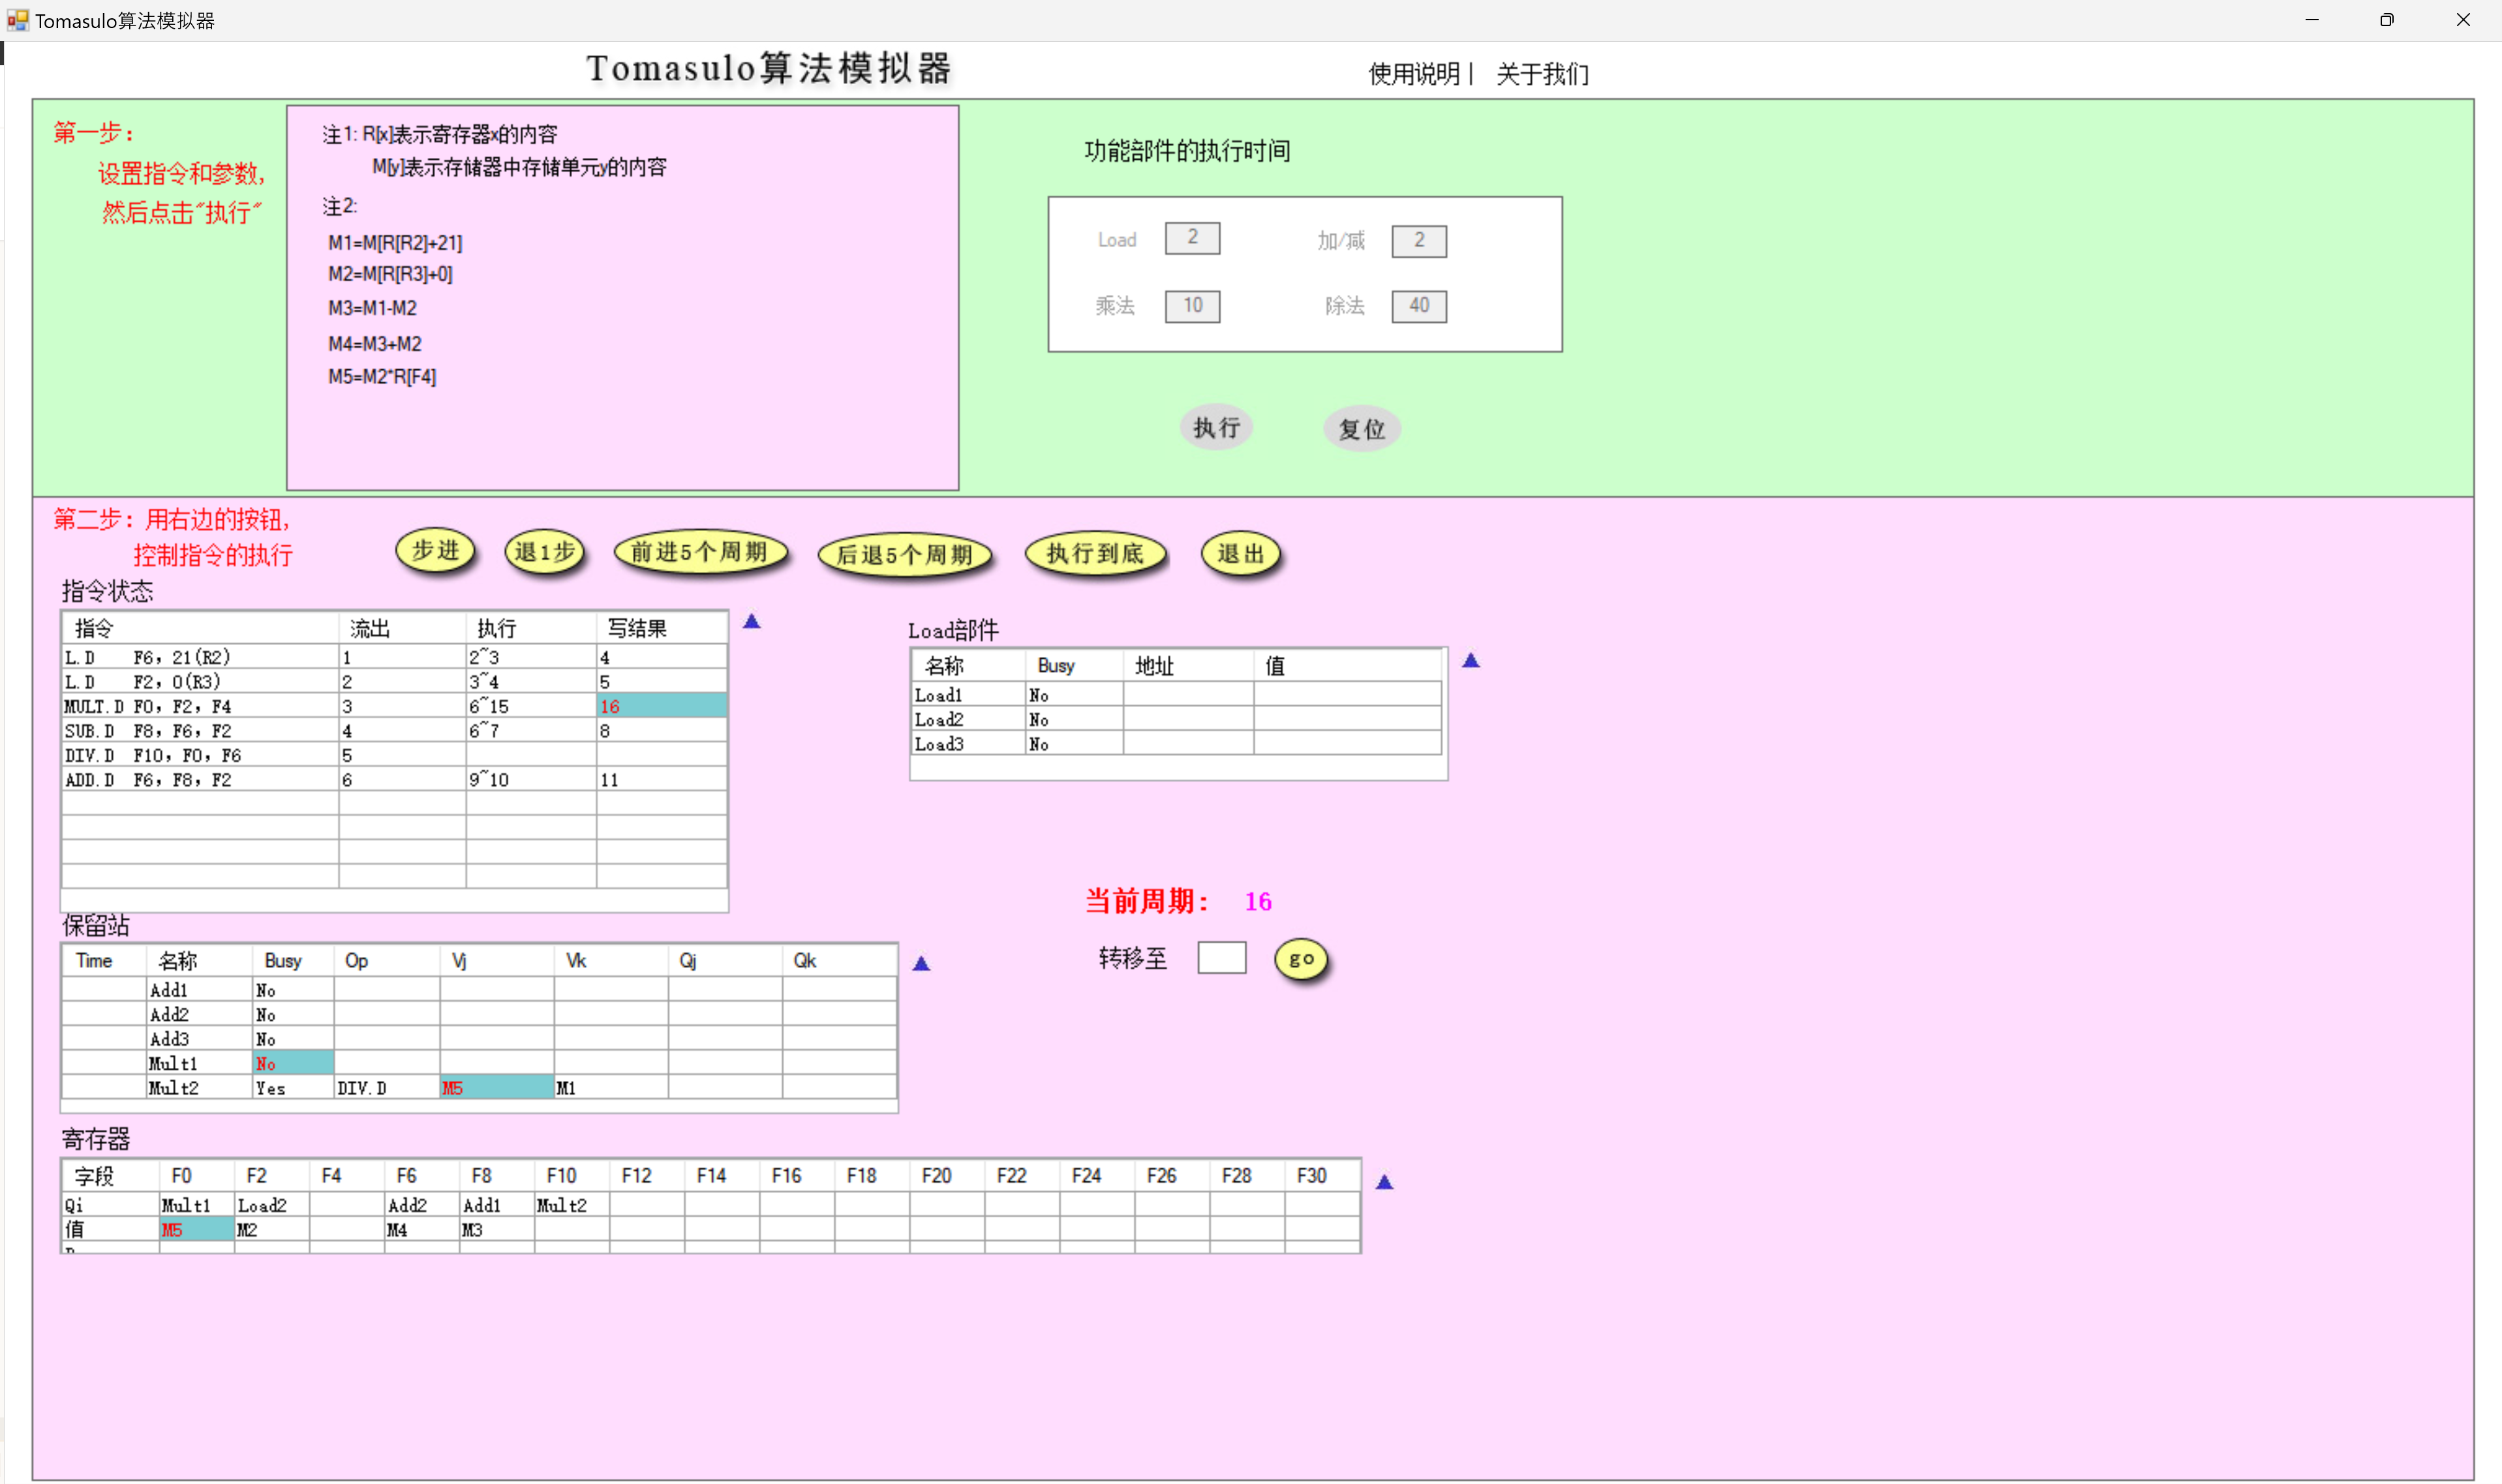 Tomasulo算法模拟器
Tomasulo算法模拟器
使用说明 | 关于我们
第一步：
设置指令和参数，
然后点击“执行”
注1: R[x]表示寄存器x的内容
M[y]表示存储器中存储单元y的内容
注2:
M1=M[R[R2]+21]
M2=M[R[R3]+0]
M3=M1-M2
M4=M3+M2
M5=M2*R[F4]
功能部件的执行时间
Load 2 加/减 2
乘法 10 除法 40
执行 复位
第二步：用右边的按钮，
控制指令的执行
步进 退1步 前进5个周期 后退5个周期 执行到底 退出
指令状态
指令 流出 执行 写结果
L.D F6, 21(R2) 1 2~3 4
L.D F2, 0(R3) 2 3~4 5
MULT.D F0, F2, F4 3 6~15 16
SUB.D F8, F6, F2 4 6~7 8
DIV.D F10, F0, F6 5
ADD.D F6, F8, F2 6 9~10 11
Load部件
名称 Busy 地址 值
Load1 No
Load2 No
Load3 No
当前周期： 16
转移至 go
保留站
Time 名称 Busy Op Vj Vk Qj Qk
Add1 No
Add2 No
Add3 No
Mult1 No
Mult2 Yes DIV.D M5 M1
寄存器
字段 F0 F2 F4 F6 F8 F10 F12 F14 F16 F18 F20 F22 F24 F26 F28 F30
Qi Mult1 Load2 Add2 Add1 Mult2
值 M5 M2 M4 M3